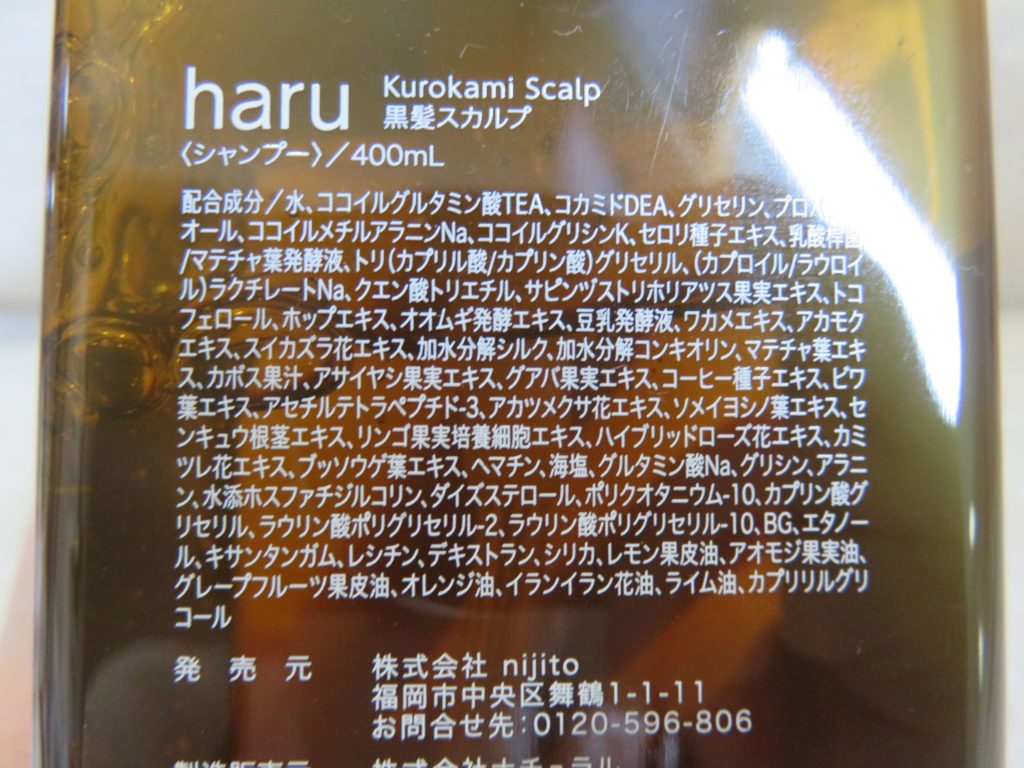 haru Kurokami Scalp
黒髪スカルプ
〈シャンプー〉／400mL
配合成分／水、ココイルグルタミン酸TEA、コカミドDEA、グリセリン、プロパ
オール、ココイルメチルアラニンNa、ココイルグリシンK、セロリ種子エキス、乳酸桿菌
/マテチャ葉発酵液、トリ(カプリル酸/カプリン酸)グリセリル、(カプロイル/ラウロイ
ル)ラクチレートNa、クエン酸トリエチル、サピンヅストリホリアツス果実エキス、トコ
フェロール、ホップエキス、オオムギ発酵エキス、豆乳発酵液、ワカメエキス、アカモク
エキス、スイカズラ花エキス、加水分解シルク、加水分解コンキオリン、マテチャ葉エキ
ス、カボス果汁、アサイヤシ果実エキス、グアバ果実エキス、コーヒー種子エキス、ビワ
葉エキス、アセチルテトラペプチド-3、アカツメクサ花エキス、ソメイヨシノ葉エキス、セ
ンキュウ根茎エキス、リンゴ果実培養細胞エキス、ハイブリッドローズ花エキス、カミ
ツレ花エキス、ブッソウゲ葉エキス、ヘマチン、海塩、グルタミン酸Na、グリシン、アラニ
ン、水添ホスファチジルコリン、ダイズステロール、ポリクオタニウム-10、カプリン酸グ
リセリル、ラウリン酸ポリグリセリル-2、ラウリン酸ポリグリセリル-10、BG、エタノー
ル、キサンタンガム、レシチン、デキストラン、シリカ、レモン果皮油、アオモジ果実油、
グレープフルーツ果皮油、オレンジ油、イランイラン花油、ライム油、カプリリルグリ
コール
発売元 株式会社 nijito
福岡市中央区舞鶴1-1-11
お問合せ先：0120-596-806